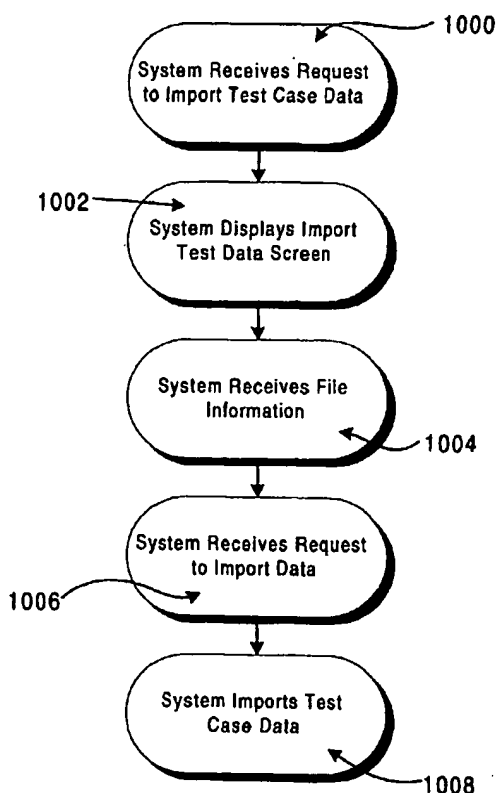 1000
System Receives Request
to Import Test Case Data
1002
System Displays Import
Test Data Screen
System Receives File
Information
1004
System Receives Request
to Import Data
1006
System Imports Test
Case Data
1008